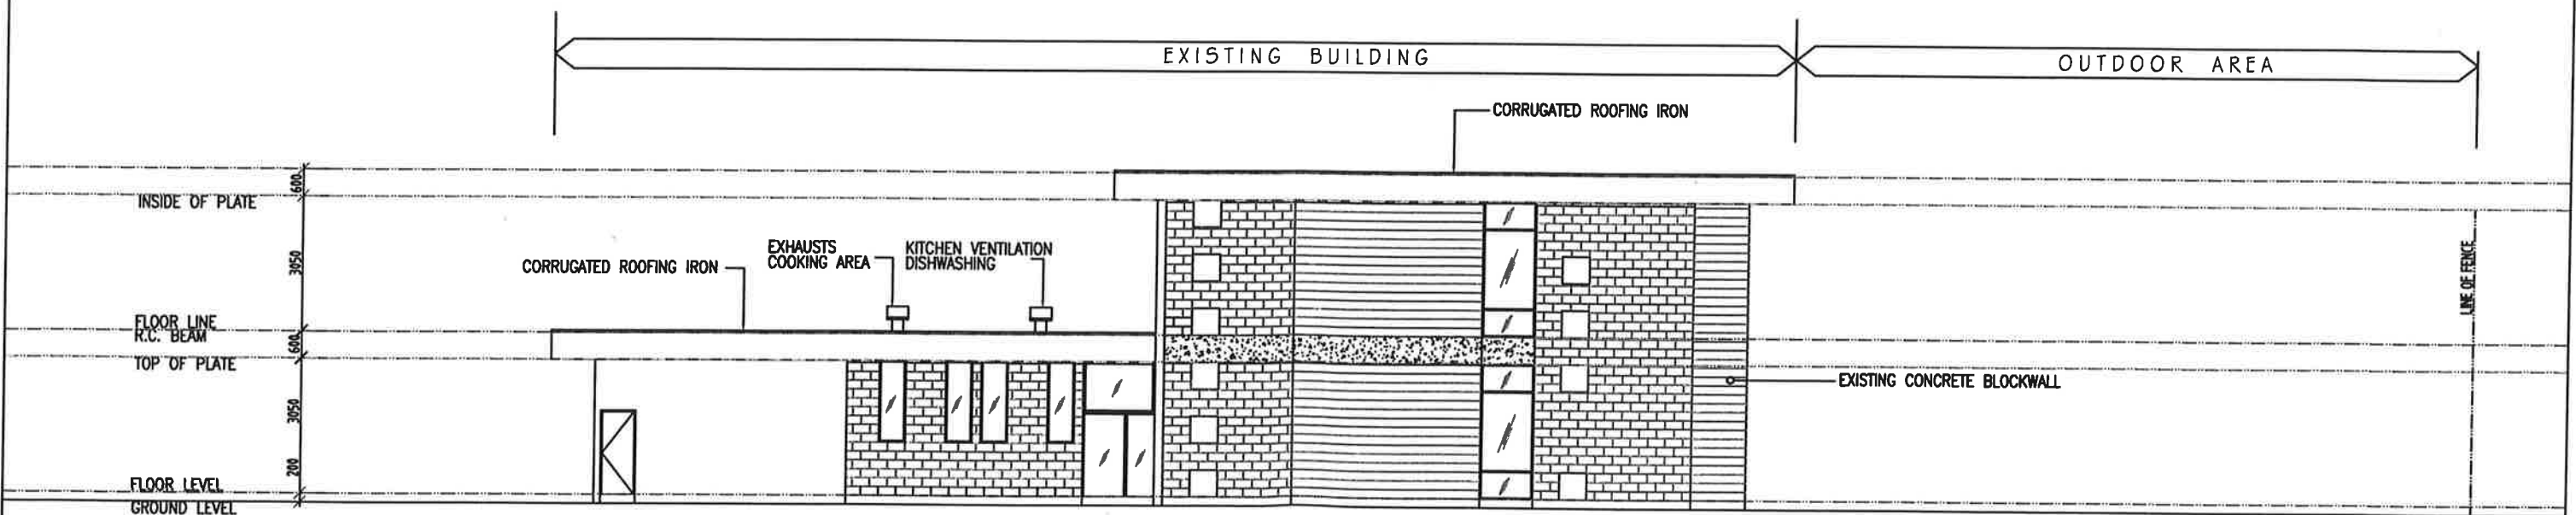 EXISTING BUILDING
OUTDOOR AREA
CORRUGATED ROOFING IRON
600
INSIDE OF PLATE
3050
EXHAUSTS
COOKING AREA
KITCHEN VENTILATION
DISHWASHING
CORRUGATED ROOFING IRON
LINE OF FENCE
FLOOR LINE
R.C. BEAM
600
TOP OF PLATE
EXISTING CONCRETE BLOCKWALL
3050
200
FLOOR LEVEL
GROUND LEVEL